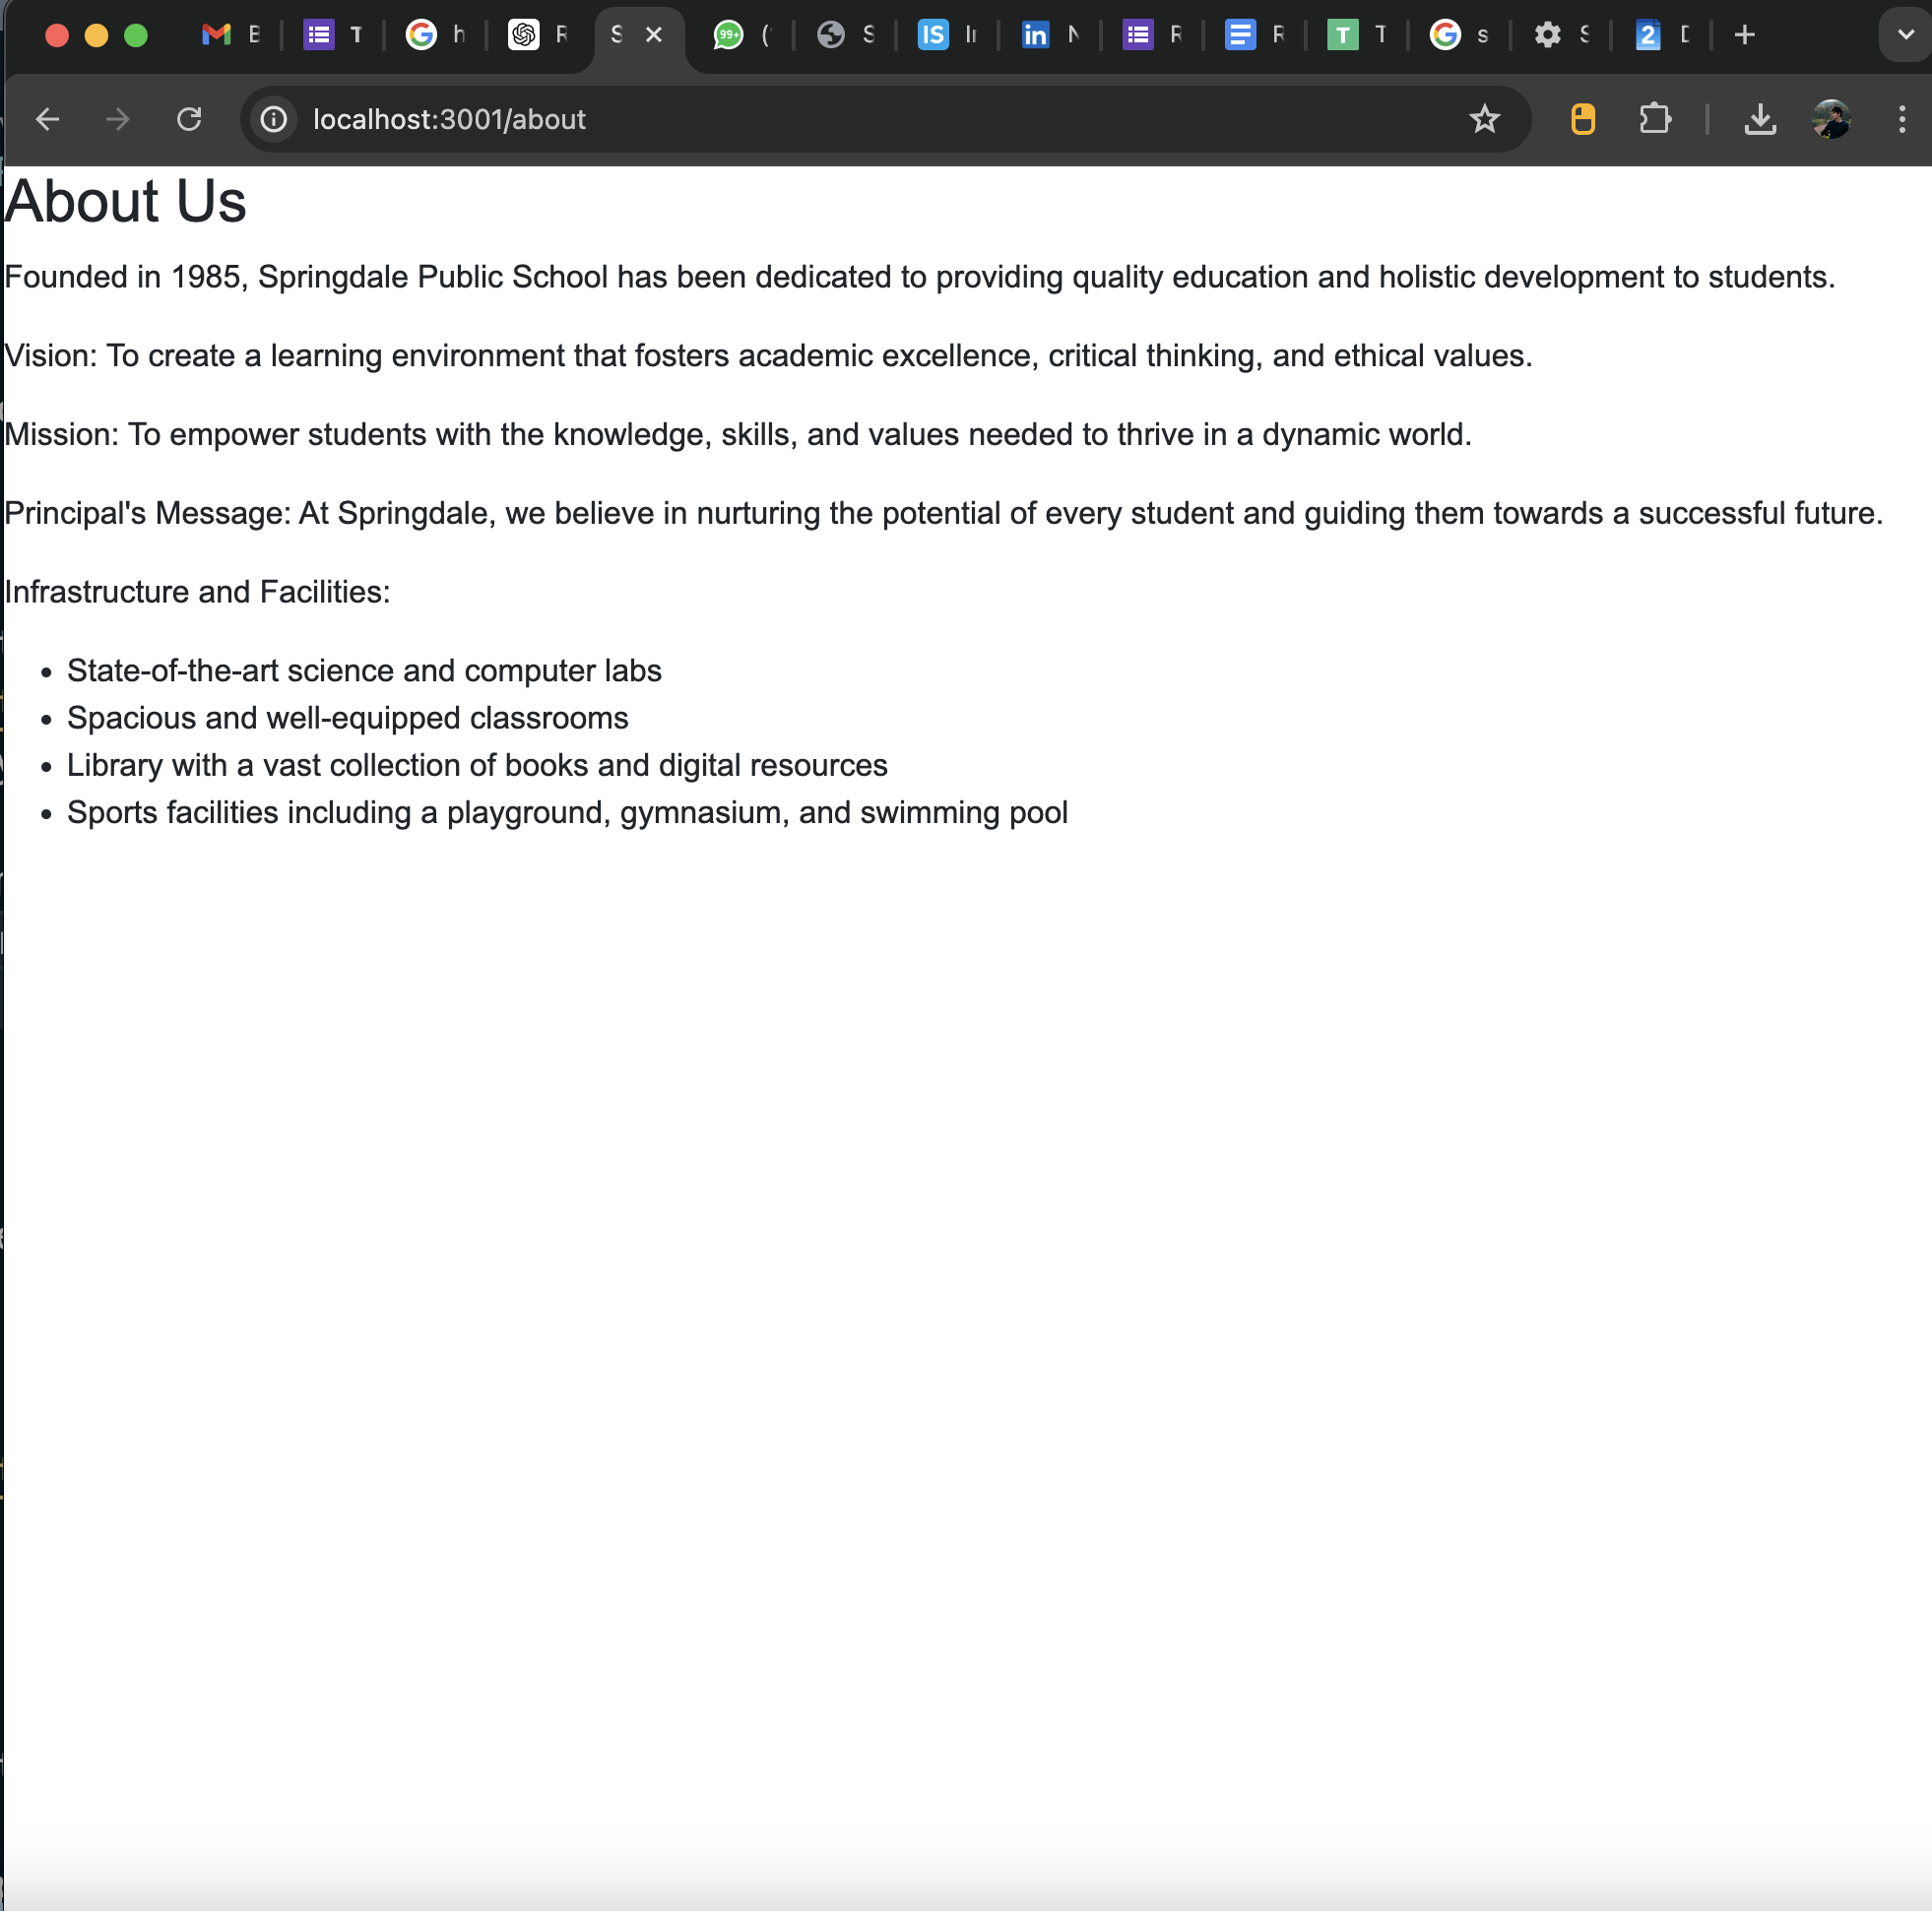 B T h R S 99+ ( S IS Ir in N R R T T s S 2 D
localhost:3001/about
About Us
Founded in 1985, Springdale Public School has been dedicated to providing quality education and holistic development to students.
Vision: To create a learning environment that fosters academic excellence, critical thinking, and ethical values.
Mission: To empower students with the knowledge, skills, and values needed to thrive in a dynamic world.
Principal's Message: At Springdale, we believe in nurturing the potential of every student and guiding them towards a successful future.
Infrastructure and Facilities:
• State-of-the-art science and computer labs
• Spacious and well-equipped classrooms
• Library with a vast collection of books and digital resources
• Sports facilities including a playground, gymnasium, and swimming pool